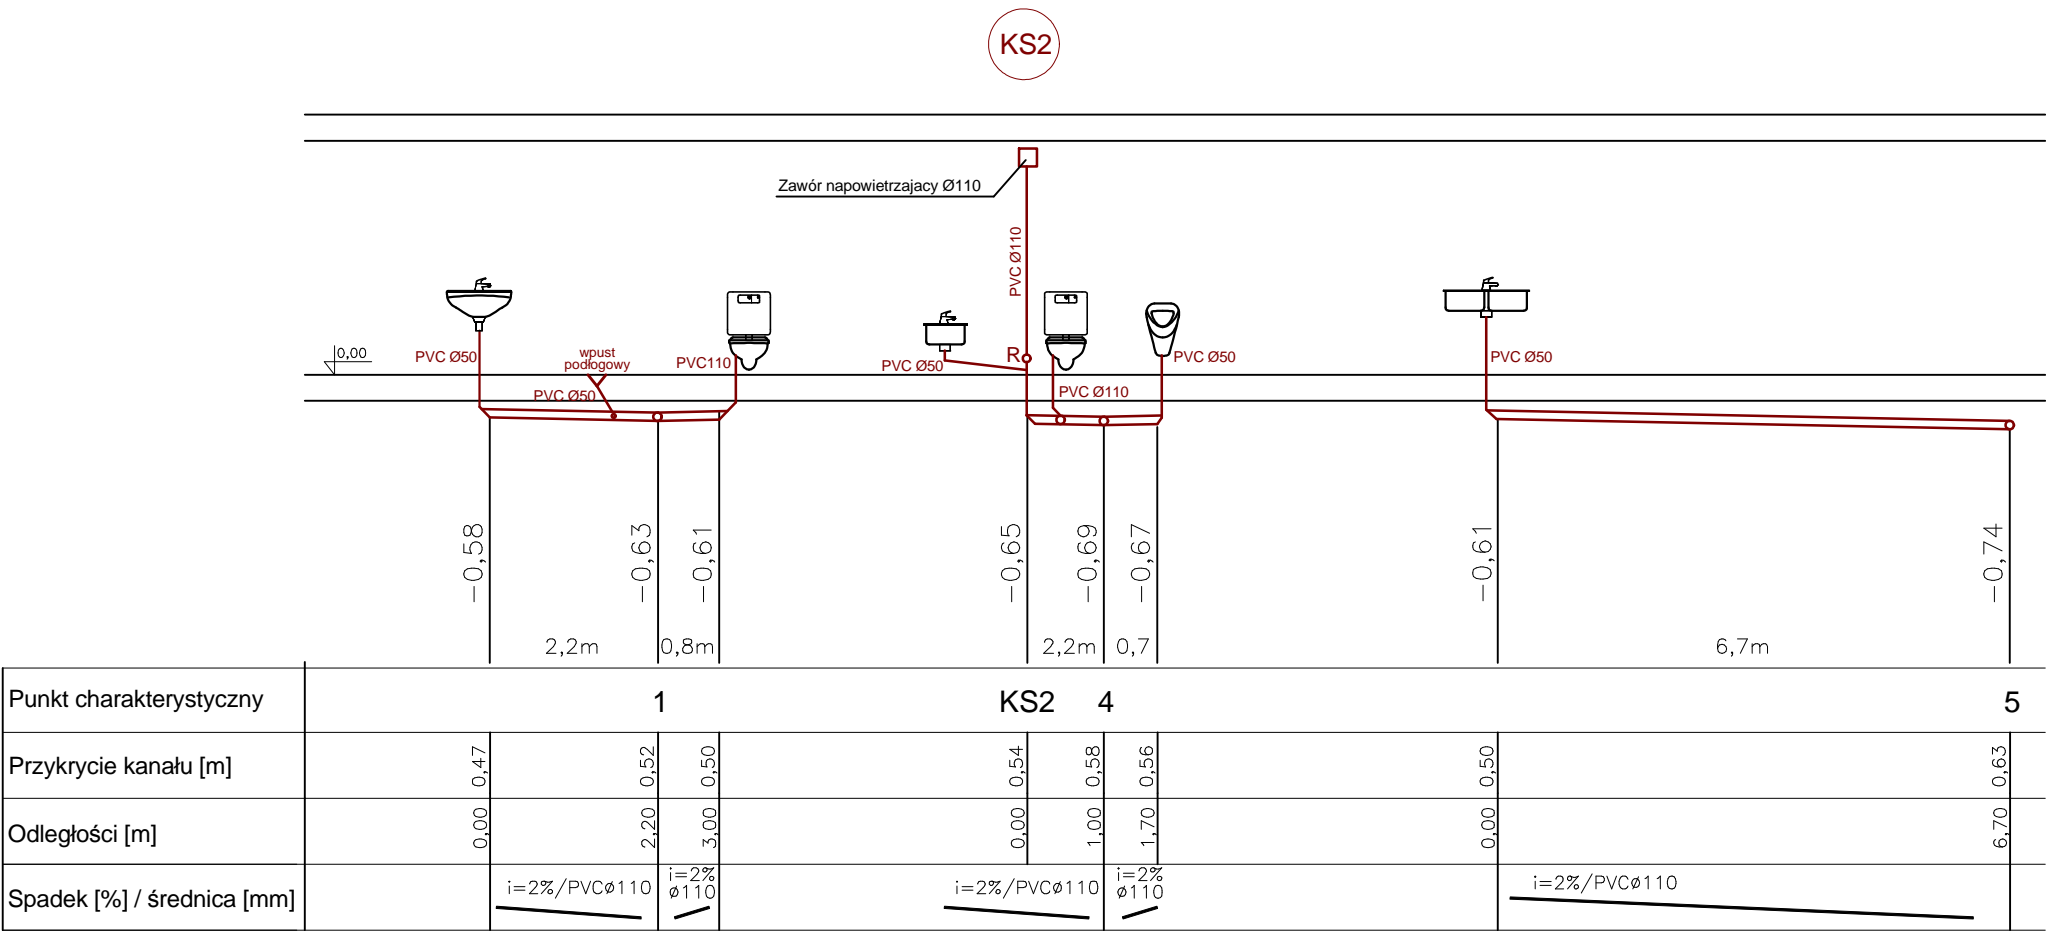 KS2
Zawór napowietrzajacy Ø110
PVC Ø110
0,00
PVC Ø50
wpust
podłogowy
PVC Ø50
PVC110
PVC Ø50
R
PVC Ø110
PVC Ø50
PVC Ø50
-0,58
-0,63
-0,61
-0,65
-0,69
-0,67
-0,61
-0,74
2,2m
0,8m
2,2m
0,7
6,7m
Punkt charakterystyczny
1
KS2
4
5
Przykrycie kanału [m]
0,47
0,52
0,50
0,54
0,58
0,56
0,50
0,63
Odległości [m]
0,00
2,20
3,00
0,00
1,00
1,70
0,00
6,70
Spadek [%] / średnica [mm]
i=2%/PVCø110
i=2%
ø110
i=2%/PVCø110
i=2%
ø110
i=2%/PVCø110